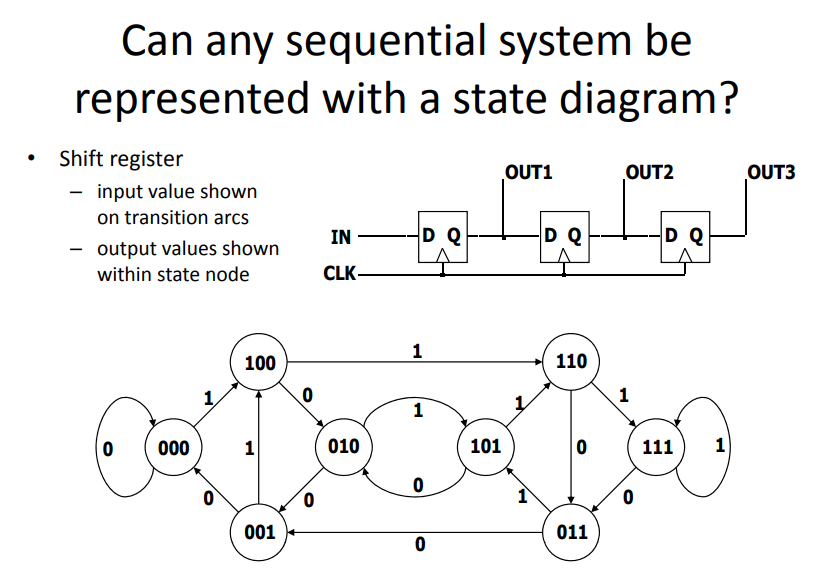 Can any sequential system be
represented with a state diagram?
• Shift register
– input value shown
on transition arcs
– output values shown
within state node
OUT1 OUT2 OUT3
IN D Q D Q D Q
CLK
1
100 110
1 0 1 1
1
0 000 1 010 101 0 111 1
0
0 0 1 0
001 011
0